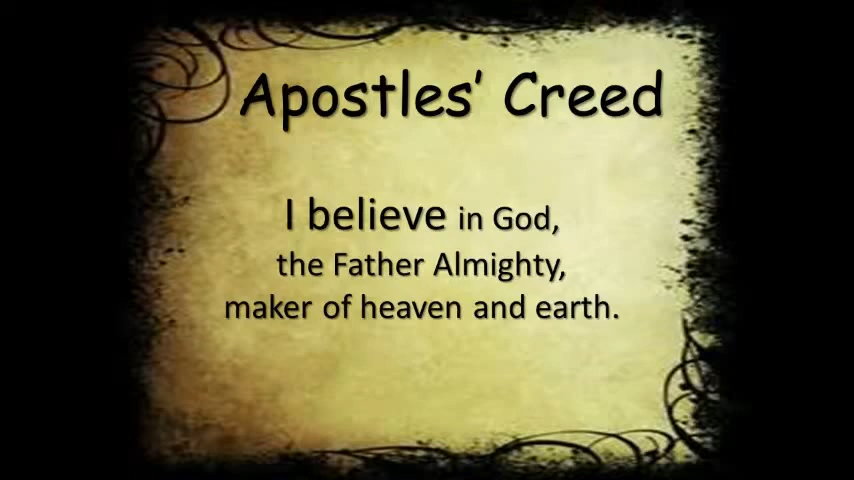 Apostles’ Creed
I believe in God,
the Father Almighty,
maker of heaven and earth.